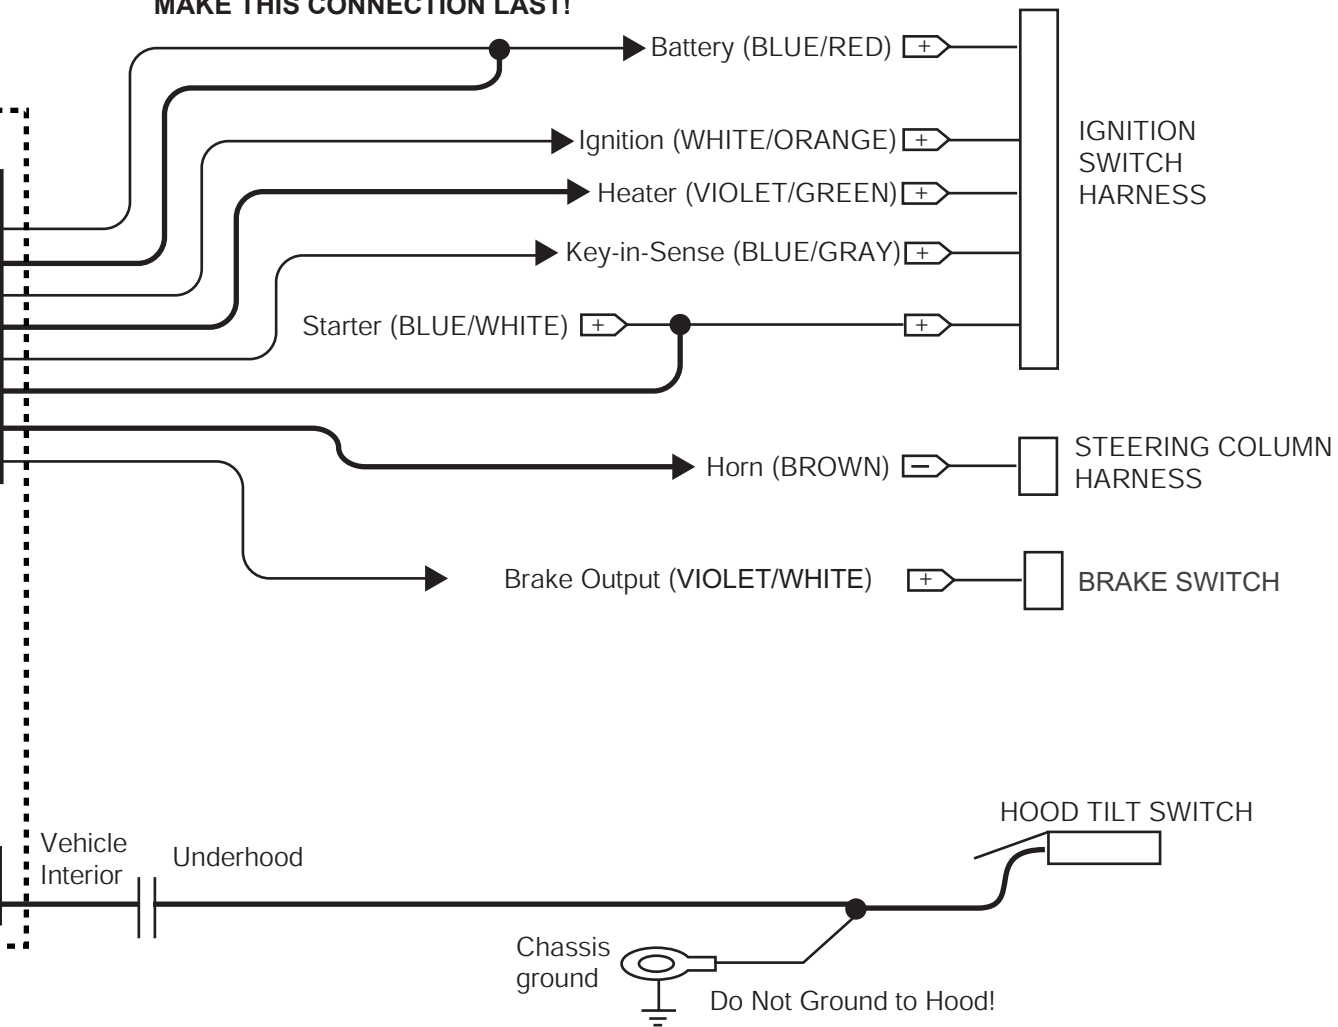 MAKE THIS CONNECTION LAST!
Battery (BLUE/RED) +
Ignition (WHITE/ORANGE) +
Heater (VIOLET/GREEN) +
Key-in-Sense (BLUE/GRAY) +
Starter (BLUE/WHITE) + +
IGNITION
SWITCH
HARNESS
Horn (BROWN) −
STEERING COLUMN
HARNESS
Brake Output (VIOLET/WHITE) +
BRAKE SWITCH
HOOD TILT SWITCH
Vehicle
Interior
Underhood
Chassis
ground
Do Not Ground to Hood!